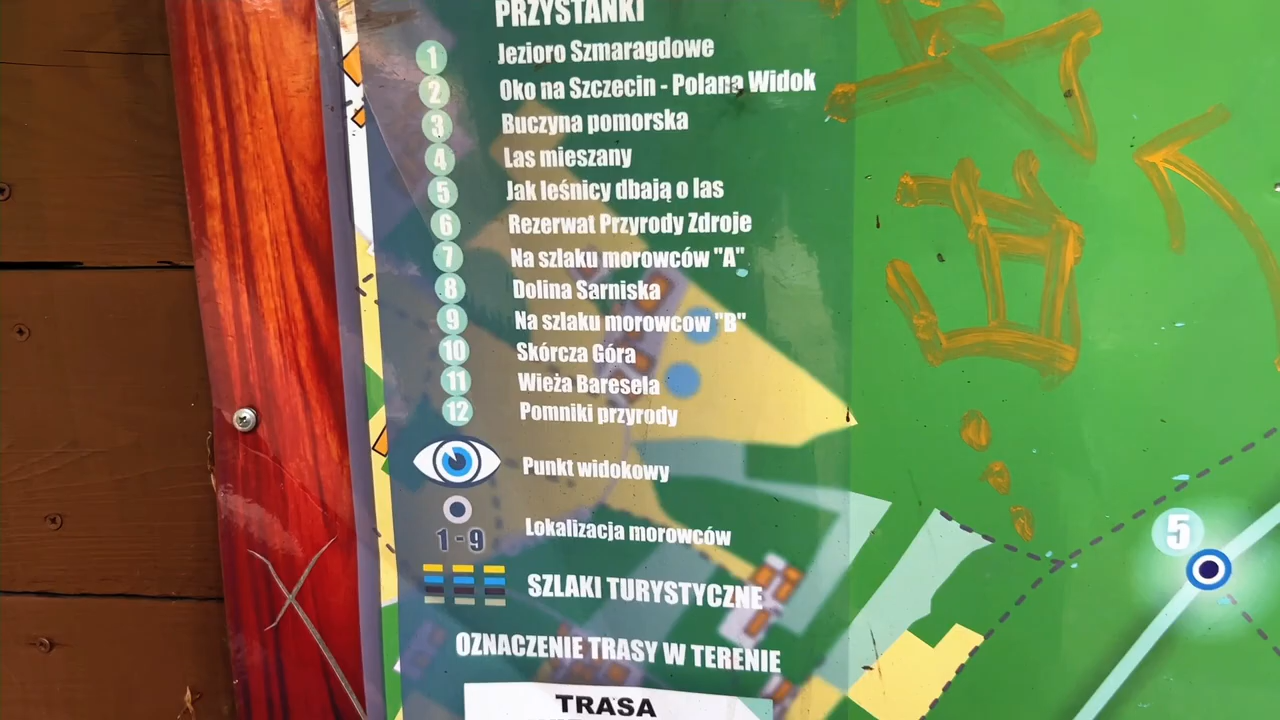 PRZYSTANKI
1 Jezioro Szmaragdowe
2 Oko na Szczecin - Polana Widok
3 Buczyna pomorska
4 Las mieszany
5 Jak leśnicy dbają o las
6 Rezerwat Przyrody Zdroje
7 Na szlaku morowców "A"
8 Dolina Sarniska
9 Na szlaku morowcow "B"
10 Skórcza Góra
11 Wieża Baresela
12 Pomniki przyrody
Punkt widokowy
1 - 9 Lokalizacja morowców
SZLAKI TURYSTYCZNE
OZNACZENIE TRASY W TERENIE
TRASA
5